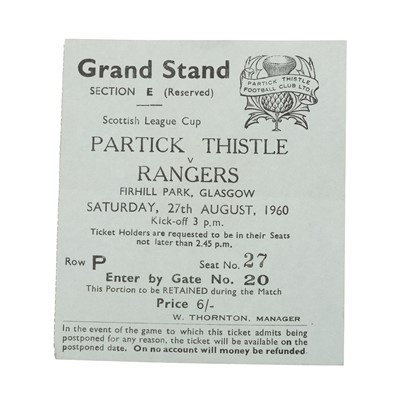 Grand Stand
SECTION E (Reserved)
PARTICK THISTLE
FOOTBALL CLUB LTD.
Scottish League Cup
PARTICK THISTLE
v
RANGERS
FIRHILL PARK, GLASGOW
SATURDAY, 27th AUGUST, 1960
Kick-off 3 p.m.
Ticket Holders are requested to be in their Seats
not later than 2.45 p.m.
Row P Seat No. 27
Enter by Gate No. 20
This Portion to be RETAINED during the Match
Price 6/-
W. THORNTON, MANAGER
In the event of the game to which this ticket admits being
postponed for any reason, the ticket will be available on the
postponed date. On no account will money be refunded.